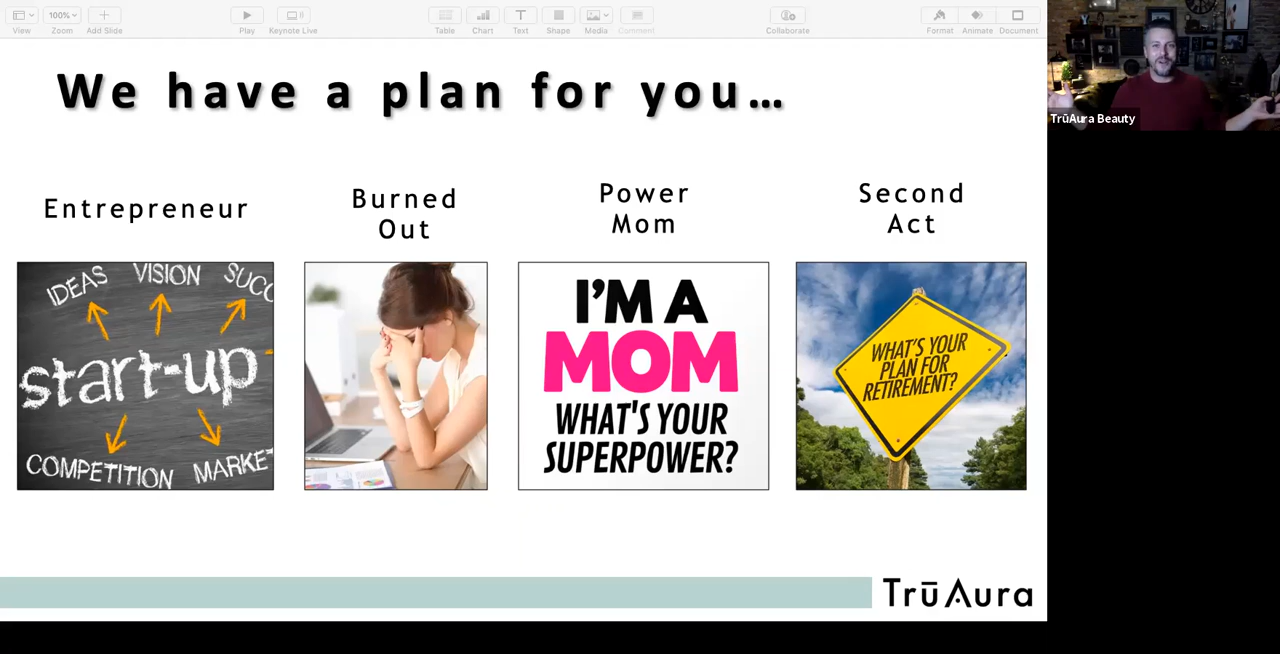 View
100%
Zoom
Add Slide
Play
Keynote Live
Table
Chart
Text
Shape
Media
Comment
Collaborate
Format
Animate
Document
We have a plan for you...
Entrepreneur
Burned
Out
Power
Mom
Second
Act
IDEAS VISION SUCC
start-up
COMPETITION MARKET
I'M A
MOM
WHAT'S YOUR
SUPERPOWER?
WHAT'S YOUR
PLAN FOR
RETIREMENT?
TrūAura
TrūAura Beauty